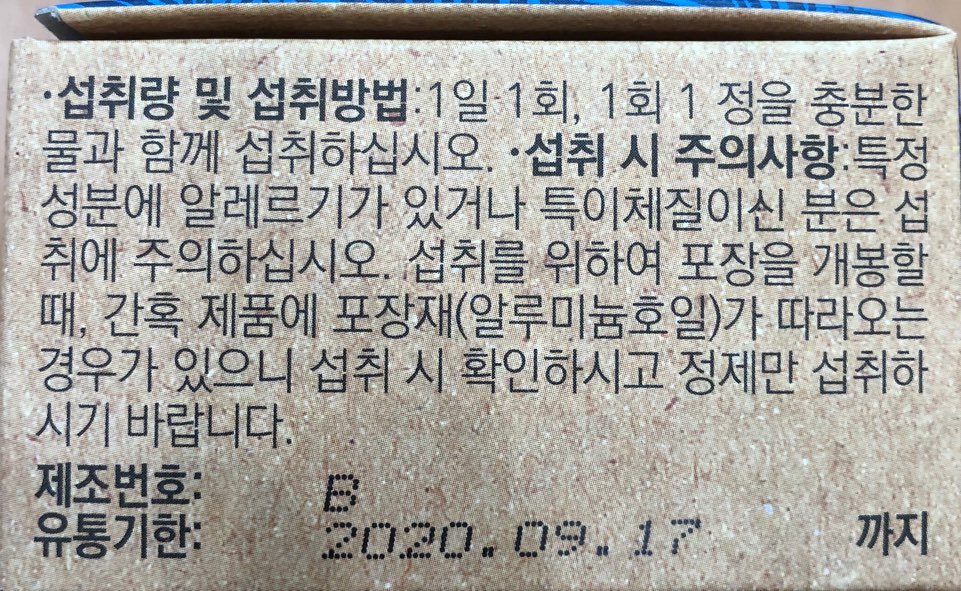 ·섭취량 및 섭취방법:1일 1회, 1회 1 정을 충분한
물과 함께 섭취하십시오. ·섭취 시 주의사항:특정
성분에 알레르기가 있거나 특이체질이신 분은 섭
취에 주의하십시오. 섭취를 위하여 포장을 개봉할
때, 간혹 제품에 포장재(알루미늄호일)가 따라오는
경우가 있으니 섭취 시 확인하시고 정제만 섭취하
시기 바랍니다.
제조번호: B
유통기한: 2020.09.17 까지